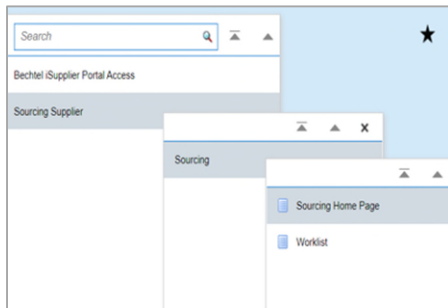 Search
Bechtel iSupplier Portal Access
Sourcing Supplier
Sourcing
Sourcing Home Page
Worklist